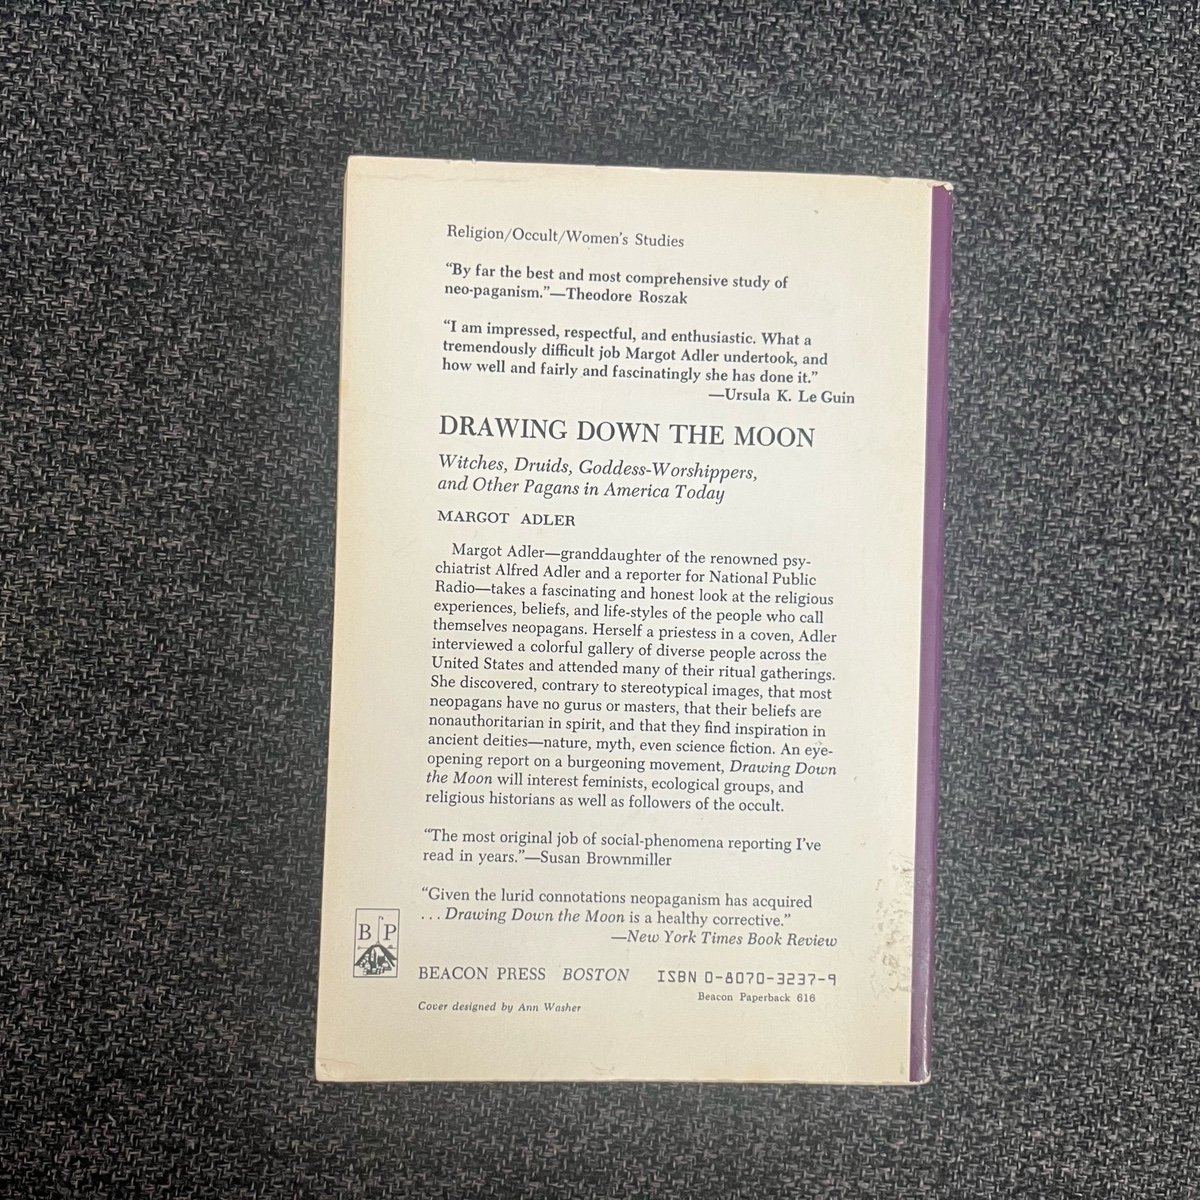 Religion/Occult/Women's Studies
“By far the best and most comprehensive study of
neo-paganism.”—Theodore Roszak
“I am impressed, respectful, and enthusiastic. What a
tremendously difficult job Margot Adler undertook, and
how well and fairly and fascinatingly she has done it.”
—Ursula K. Le Guin
DRAWING DOWN THE MOON
Witches, Druids, Goddess-Worshippers,
and Other Pagans in America Today
MARGOT ADLER
Margot Adler—granddaughter of the renowned psy-
chiatrist Alfred Adler and a reporter for National Public
Radio—takes a fascinating and honest look at the religious
experiences, beliefs, and life-styles of the people who call
themselves neopagans. Herself a priestess in a coven, Adler
interviewed a colorful gallery of diverse people across the
United States and attended many of their ritual gatherings.
She discovered, contrary to stereotypical images, that most
neopagans have no gurus or masters, that their beliefs are
nonauthoritarian in spirit, and that they find inspiration in
ancient deities—nature, myth, even science fiction. An eye-
opening report on a burgeoning movement, Drawing Down
the Moon will interest feminists, ecological groups, and
religious historians as well as followers of the occult.
“The most original job of social-phenomena reporting I've
read in years.”—Susan Brownmiller
“Given the lurid connotations neopaganism has acquired
. . . Drawing Down the Moon is a healthy corrective.”
—New York Times Book Review
B P
BEACON PRESS BOSTON ISBN 0-8070-3237-9
Beacon Paperback 616
Cover designed by Ann Washer